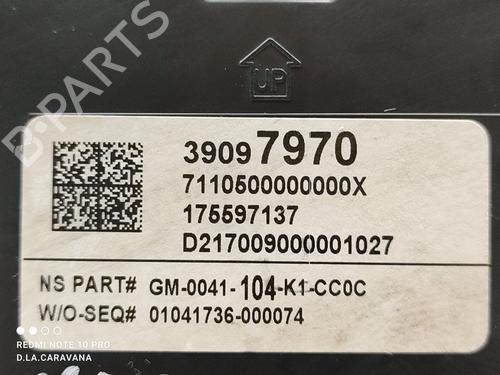 UP
B-PARTS
39097970
7110500000000X
175597137
D217009000001027
NS PART# GM-0041-104-K1-CC0C
W/O-SEQ# 01041736-000074
REDMI NOTE 10 PRO
D.LA.CARAVANA